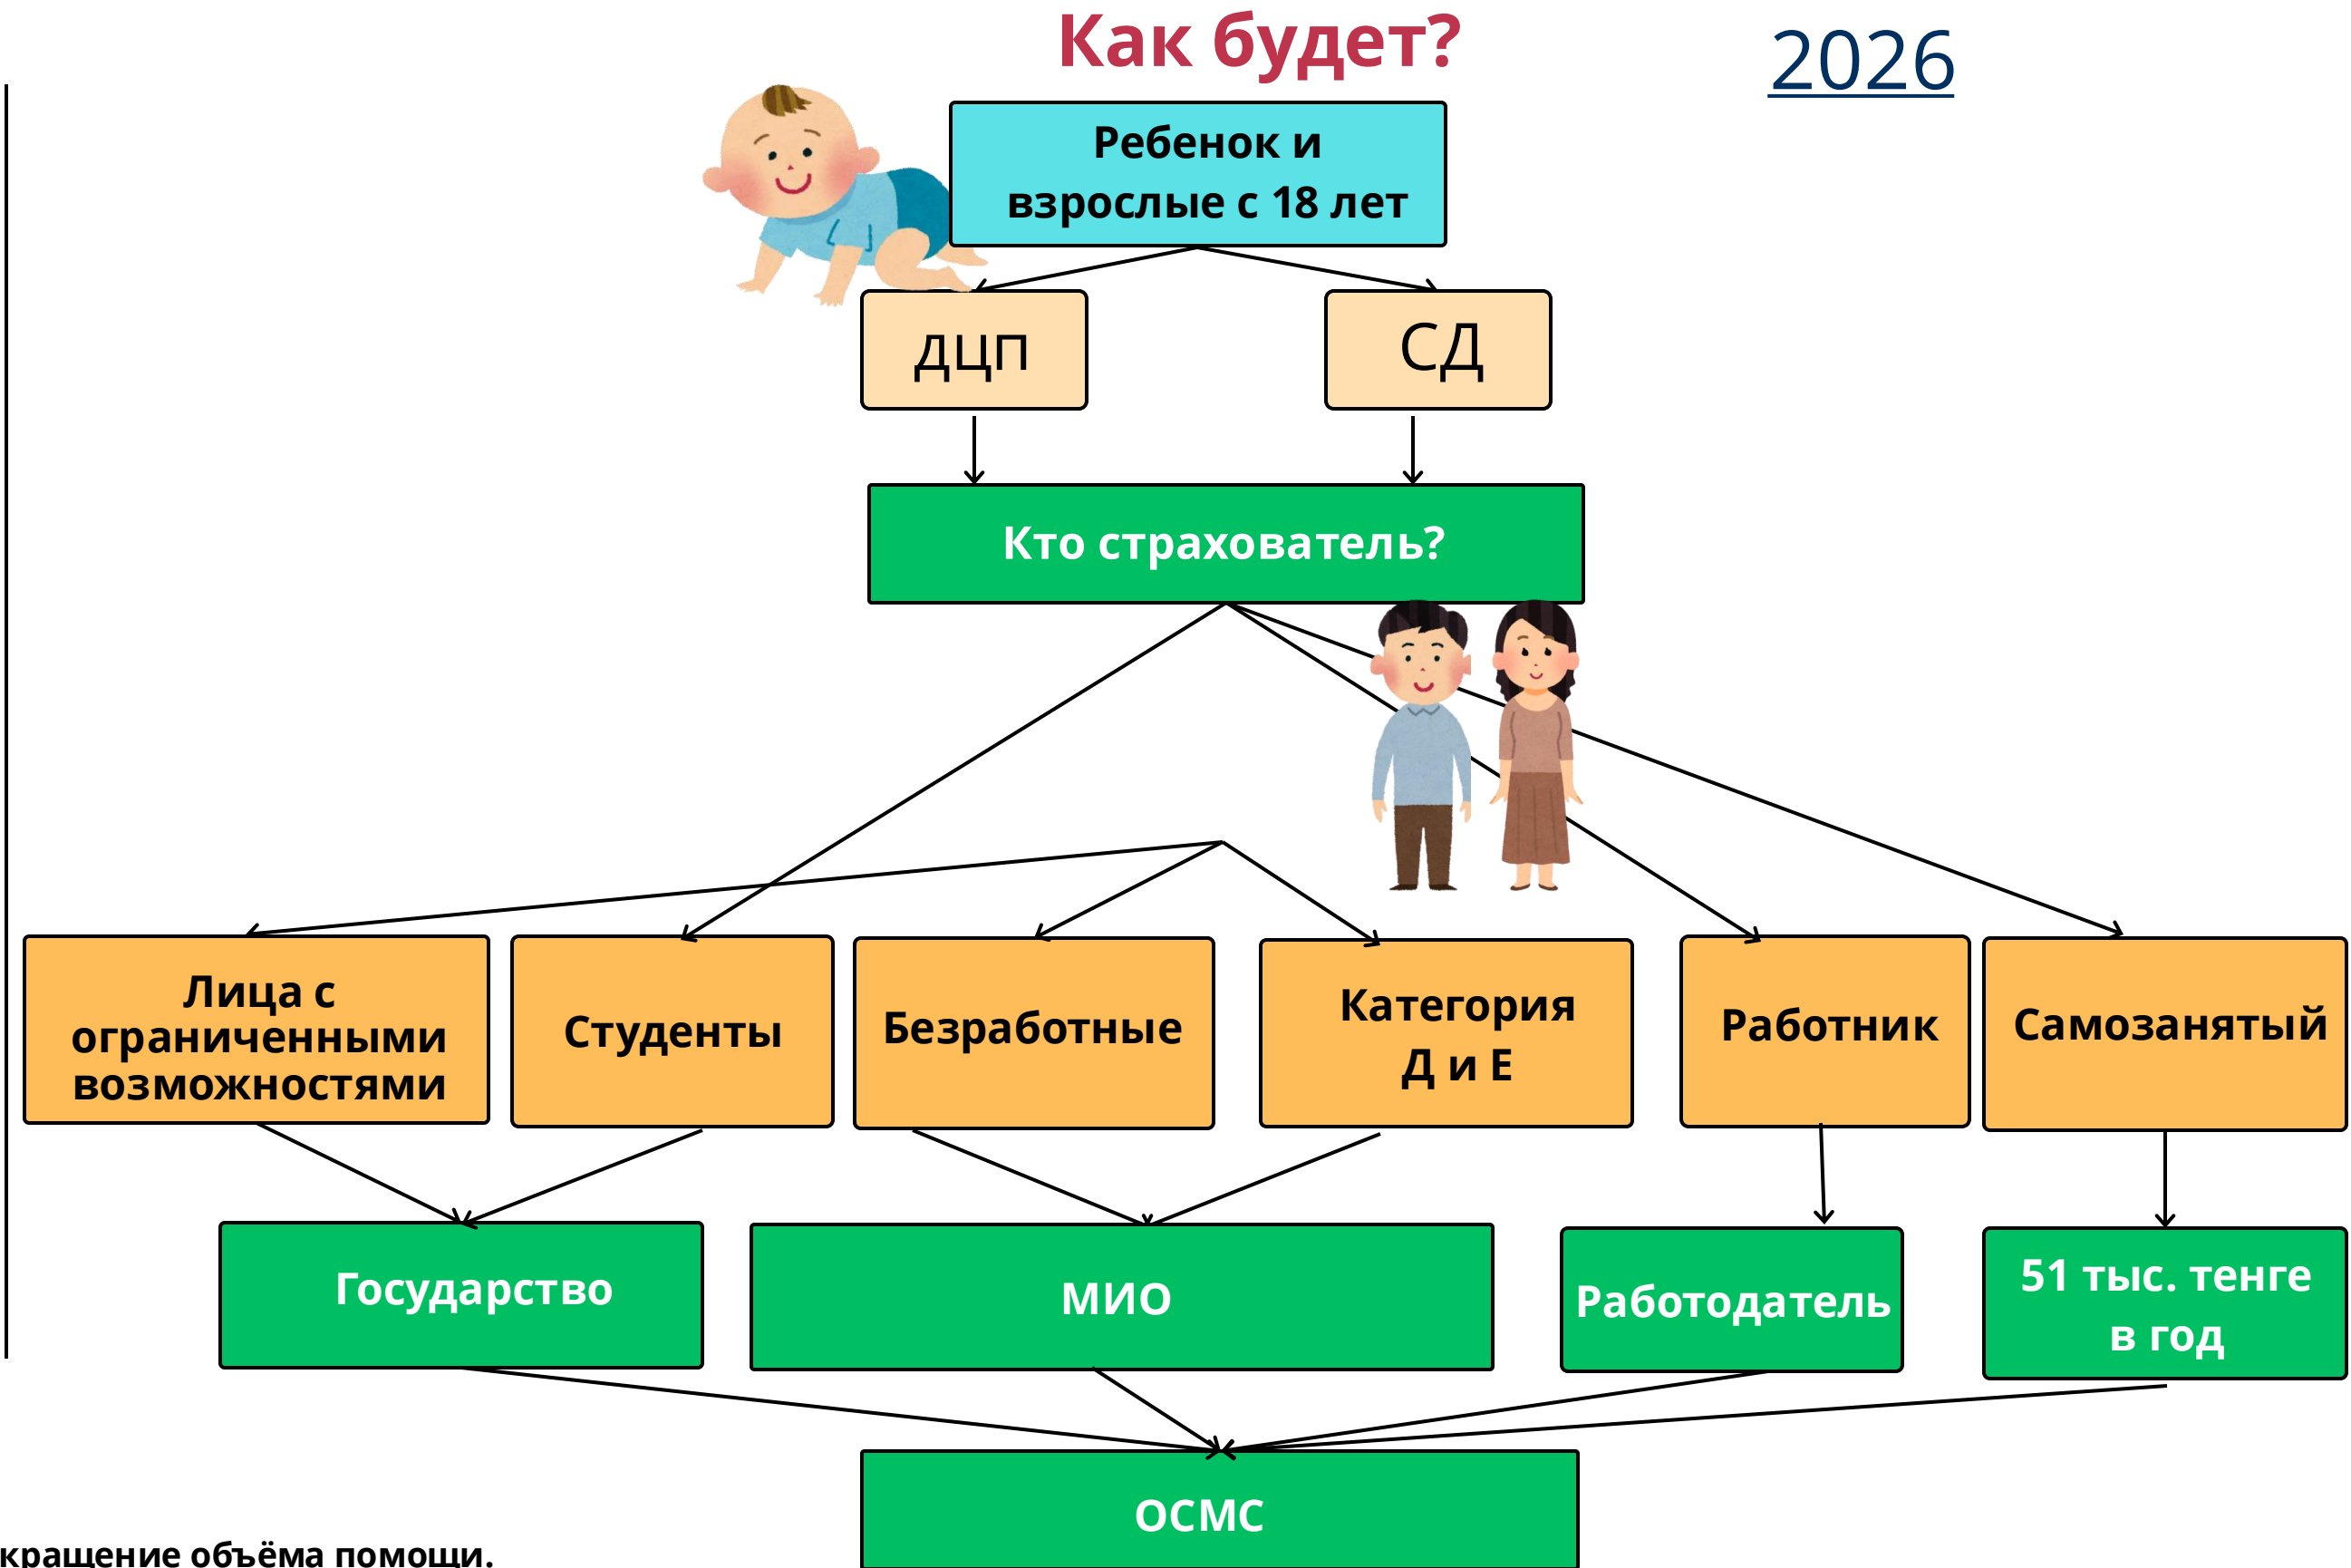 Как будет?
2026
Ребенок и
взрослые с 18 лет
ДЦП
СД
Кто страхователь?
Лица с
ограниченными
возможностями
Студенты
Безработные
Категория
Д и Е
Работник
Самозанятый
Государство
МИО
Работодатель
51 тыс. тенге
в год
ОСМС
кращение объёма помощи.